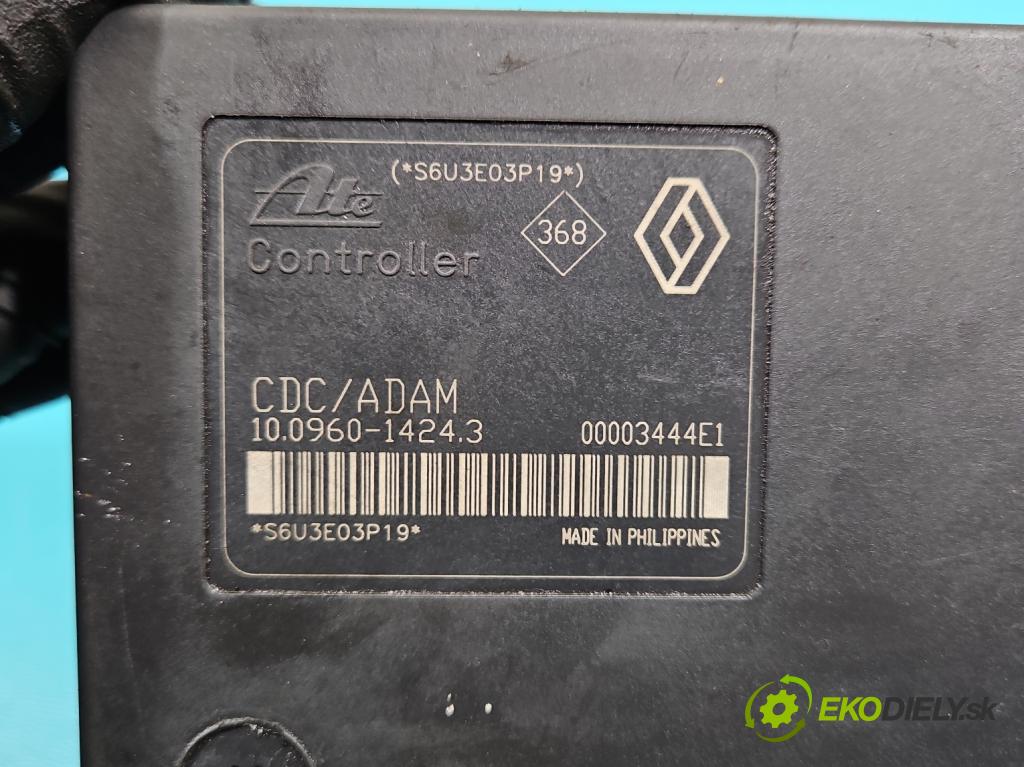 (*S6U3E03P19*)
Ate
Controller
368
CDC/ADAM
10.0960-1424.3 00003444E1
*S6U3E03P19* MADE IN PHILIPPINES
EKODIELY.sk